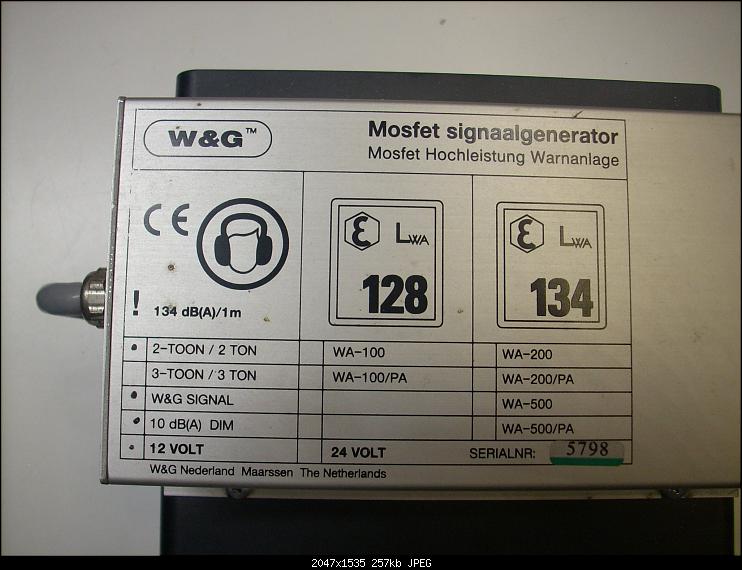 W&G™
Mosfet signaalgenerator
Mosfet Hochleistung Warnanlage
CE
ε LWA
128
ε LWA
134
! 134 dB(A)/1m
• 2-TOON / 2 TON WA-100 WA-200
3-TOON / 3 TON WA-100/PA WA-200/PA
• W&G SIGNAL WA-500
• 10 dB(A) DIM WA-500/PA
• 12 VOLT 24 VOLT SERIALNR: 5798
W&G Nederland Maarssen The Netherlands
2047x1535 257kb JPEG